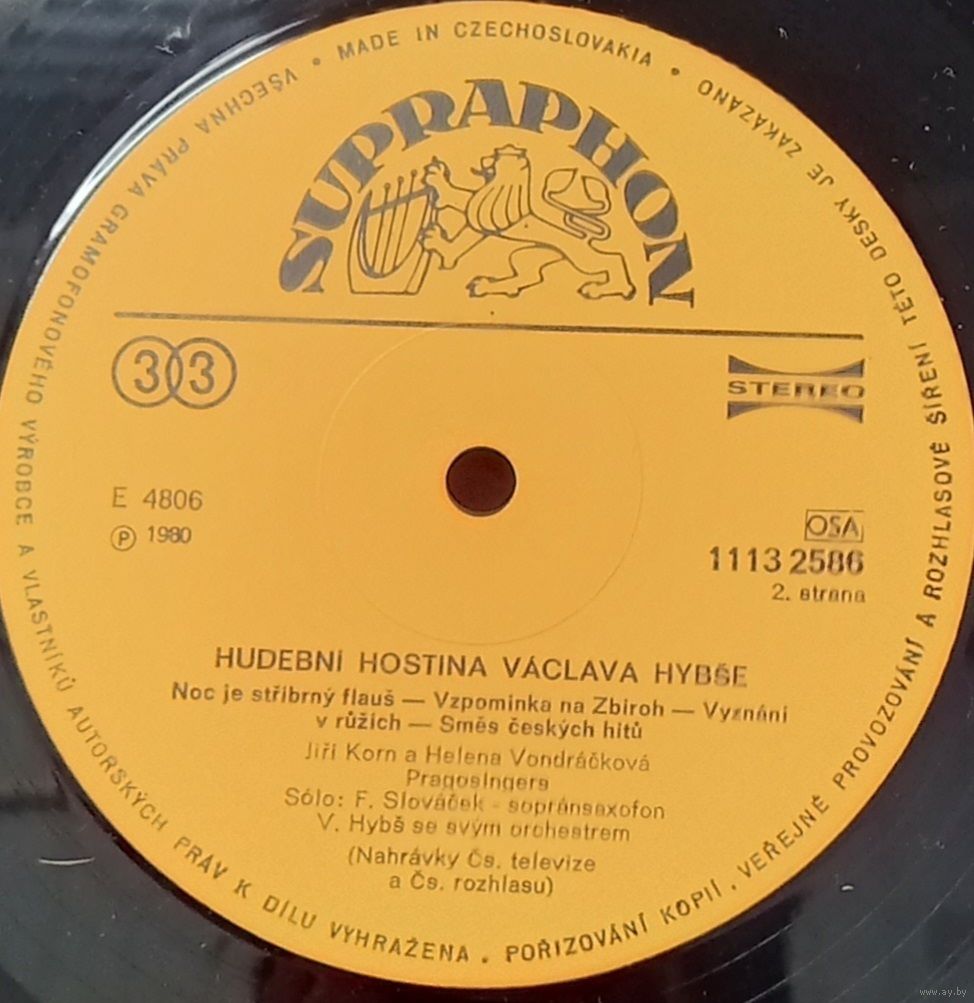 VŠECHNA PRÁVA GRAMOFONOVÉHO VÝROBCE A VLASTNÍKŮ AUTORSKÝCH PRÁV K DÍLU VYHRAŽENA . POŘIZOVÁNÍ KOPIÍ . VEŘEJNÉ PROVOZOVÁNÍ A ROZHLASOVÉ ŠÍŘENÍ TÉTO DESKY JE ZAKÁZÁNO • MADE IN CZECHOSLOVAKIA •
SUPRAPHON
33
STEREO
E 4806
Ⓟ 1980
OSA
1113 2586
2. strana
HUDEBNÍ HOSTINA VÁCLAVA HYBŠE
Noc je stříbrný flauš — Vzpomínka na Zbiroh — Vyznání
v růžích — Směs českých hitů
Jiří Korn a Helena Vondráčková
Pragosingers
Sólo: F. Slováček - sopránsaxofon
V. Hybš se svým orchestrem
(Nahrávky Čs. televize
a Čs. rozhlasu)
www.ay.by